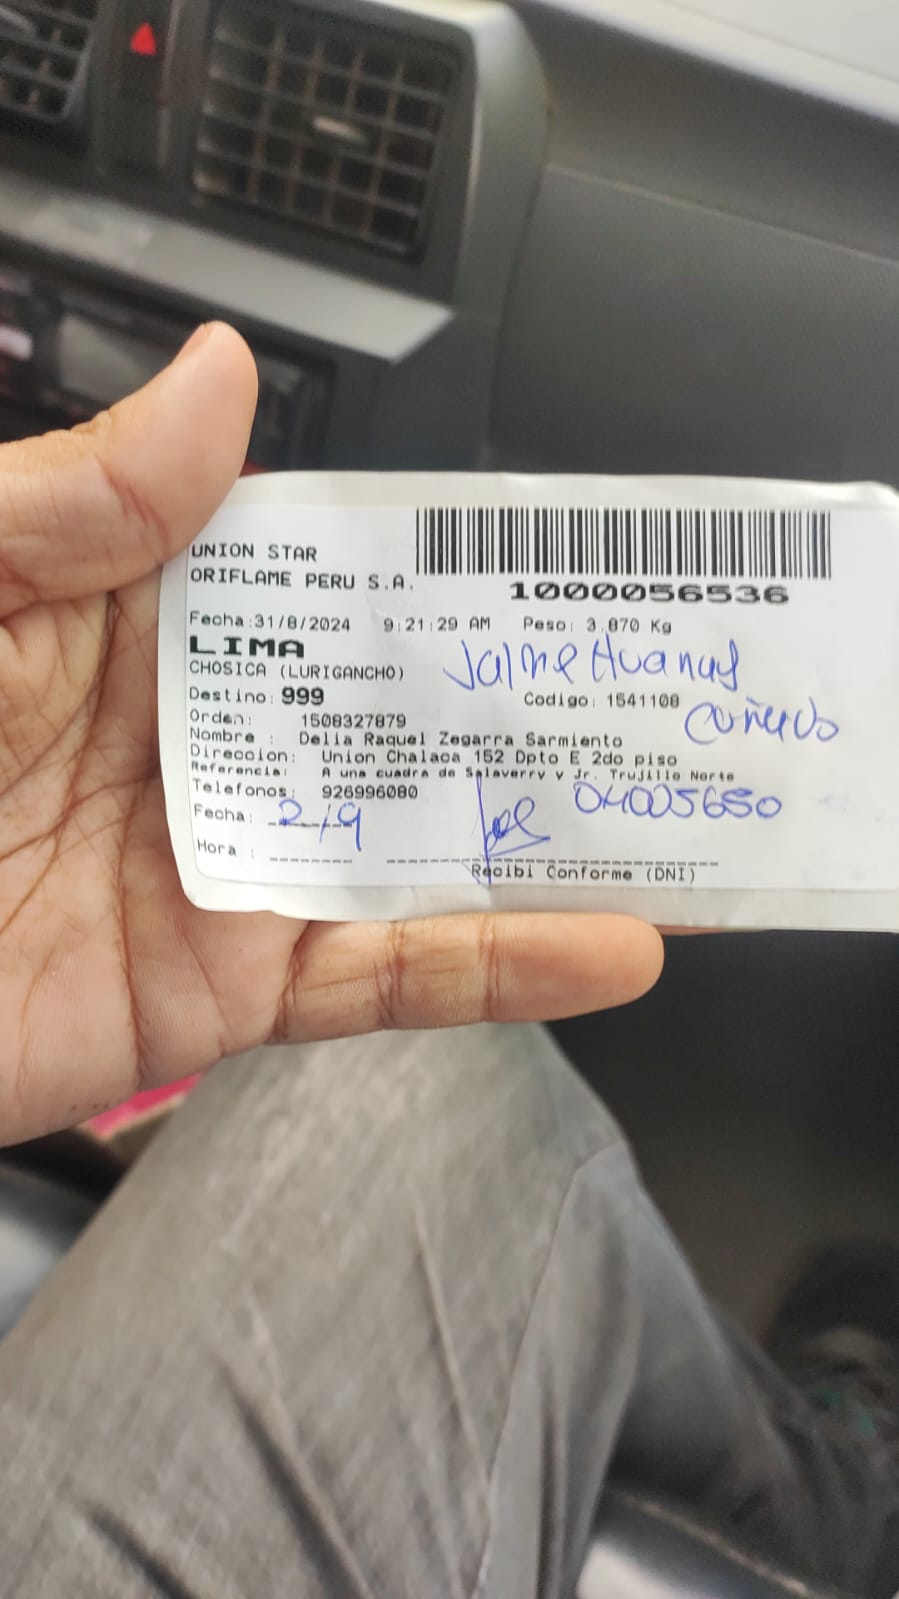 UNION STAR
ORIFLAME PERU S.A.
1000056536
Fecha:31/8/2024 9:21:29 AM Peso: 3.870 Kg
LIMA
CHOSICA (LURIGANCHO)
Jaime Huanay
Destino: 999 Codigo: 1541108
cuñado
Orden: 1508327879
Nombre : Delia Raquel Zegarra Sarmiento
Direccion: Union Chalaca 152 Dpto E 2do piso
Referencia: A una cuadra de Salaverry y Jr. Trujillo Norte
Telefonos: 926996080
04005650
Fecha: 2/9
Hora :
Recibi Conforme (DNI)